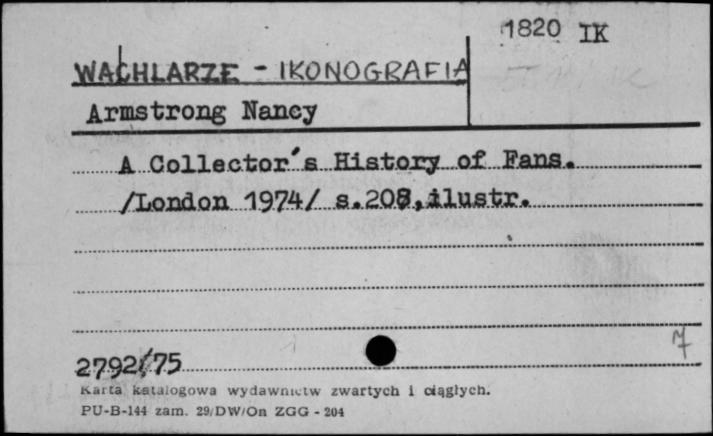 1820 IK
WACHLARZE - IKONOGRAFIA
Armstrong Nancy
A Collector's History of Fans.
/London 1974/ s.208,ilustr.
7
2792/75
Karta katalogowa wydawnictw zwartych i ciągłych.
PU-B-144 zam. 29/DW/On ZGG - 204